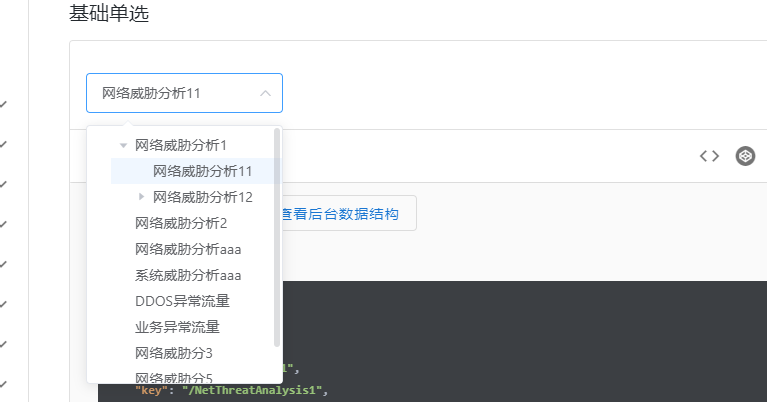 基础单选
网络威胁分析11
网络威胁分析1
网络威胁分析11
网络威胁分析12
网络威胁分析2
查看后台数据结构
网络威胁分析aaa
系统威胁分析aaa
DDOS异常流量
业务异常流量
网络威胁分3
1",
网络威胁分5
"key": "/NetThreatAnalysis1",